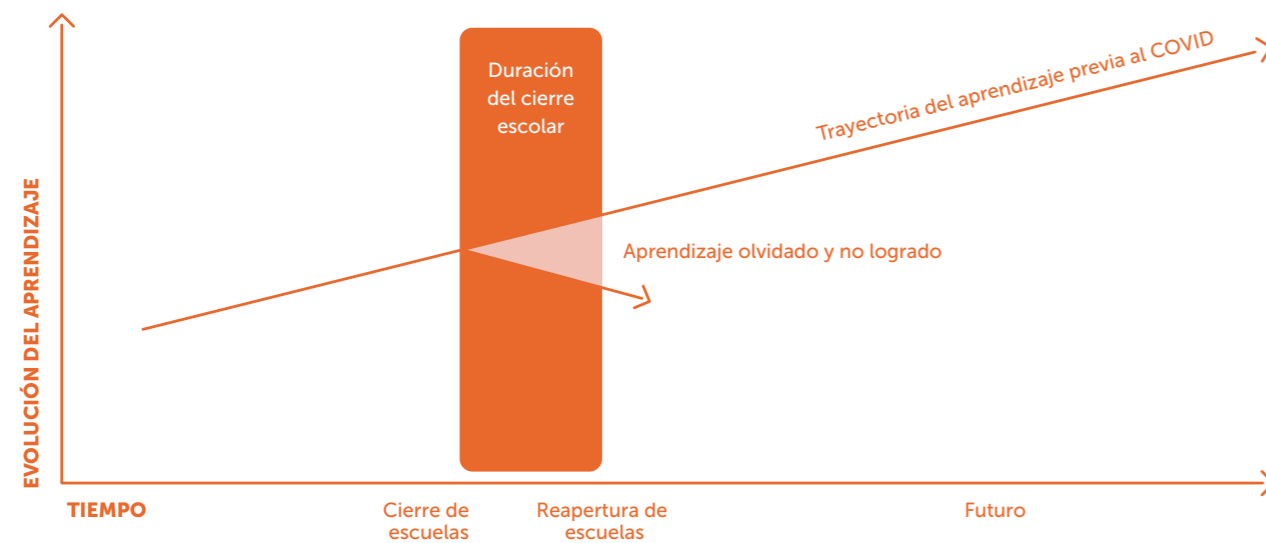 Duración
del cierre
escolar
Trayectoria del aprendizaje previa al COVID
Aprendizaje olvidado y no logrado
EVOLUCIÓN DEL APRENDIZAJE
TIEMPO
Cierre de
escuelas
Reapertura de
escuelas
Futuro